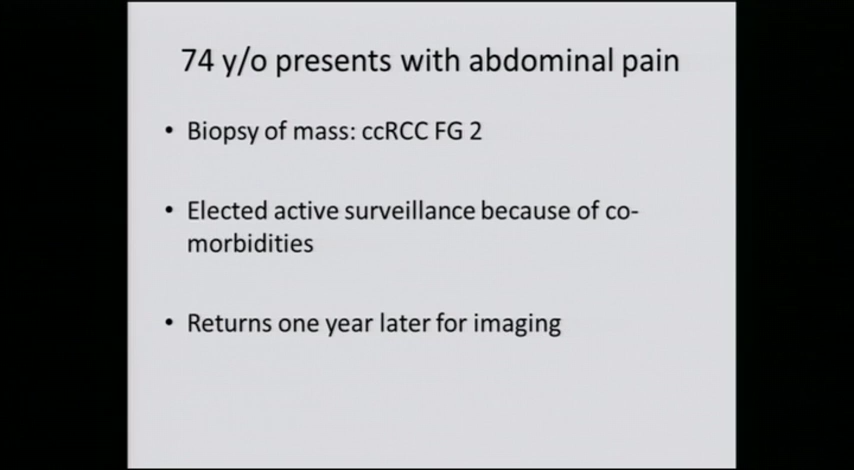 74 y/o presents with abdominal pain
• Biopsy of mass: ccRCC FG 2
• Elected active surveillance because of co-
morbidities
• Returns one year later for imaging